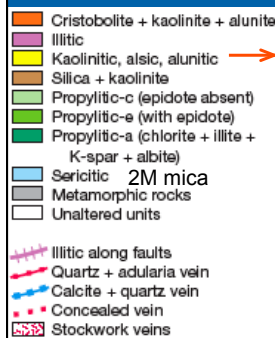 Cristobolite + kaolinite + alunite
Illitic
Kaolinitic, alsic, alunitic
Silica + kaolinite
Propylitic-c (epidote absent)
Propylitic-e (with epidote)
Propylitic-a (chlorite + illite +
K-spar + albite)
Sericitic 2M mica
Metamorphic rocks
Unaltered units
Illitic along faults
Quartz + adularia vein
Calcite + quartz vein
Concealed vein
Stockwork veins